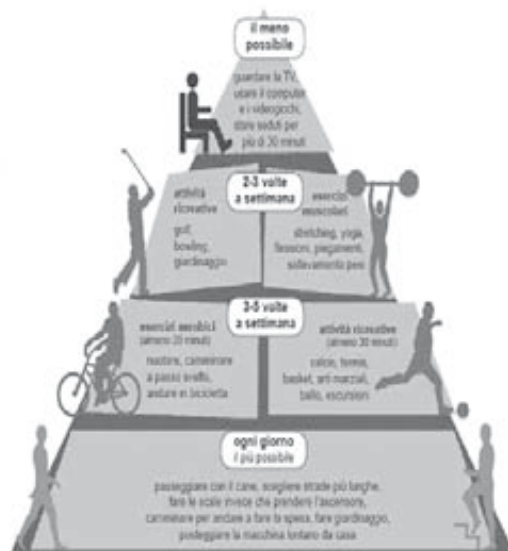 il meno
possibile
guardare la TV,
usare il computer
e i videogiochi,
stare seduti per
più di 30 minuti
2-3 volte
a settimana
attività
ricreative
golf,
bowling,
giardinaggio
esercizi
muscolari
stretching, yoga,
flessioni, piegamenti,
sollevamento pesi
3-5 volte
a settimana
esercizi aerobici
(almeno 20 minuti)
nuotare, camminare
a passo svelto,
andare in bicicletta
attività ricreative
(almeno 30 minuti)
calcio, tennis,
basket, arti marziali,
ballo, escursioni
ogni giorno
il più possibile
passeggiare con il cane, scegliere strade più lunghe,
fare le scale invece che prendere l'ascensore,
camminare per andare a fare la spesa, fare giardinaggio,
posteggiare la macchina lontano da casa